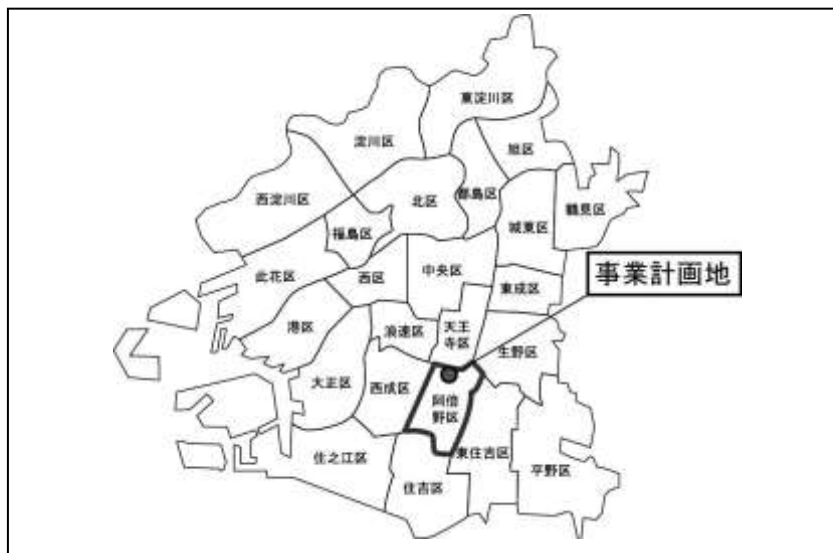 東淀川区
淀川区
旭区
西淀川区
北区
都島区
鶴見区
福島区
城東区
此花区
西区
中央区
事業計画地
東成区
港区
浪速区
天王
寺区
生野区
大正区
西成区
阿倍
野区
住之江区
東住吉区
住吉区
平野区